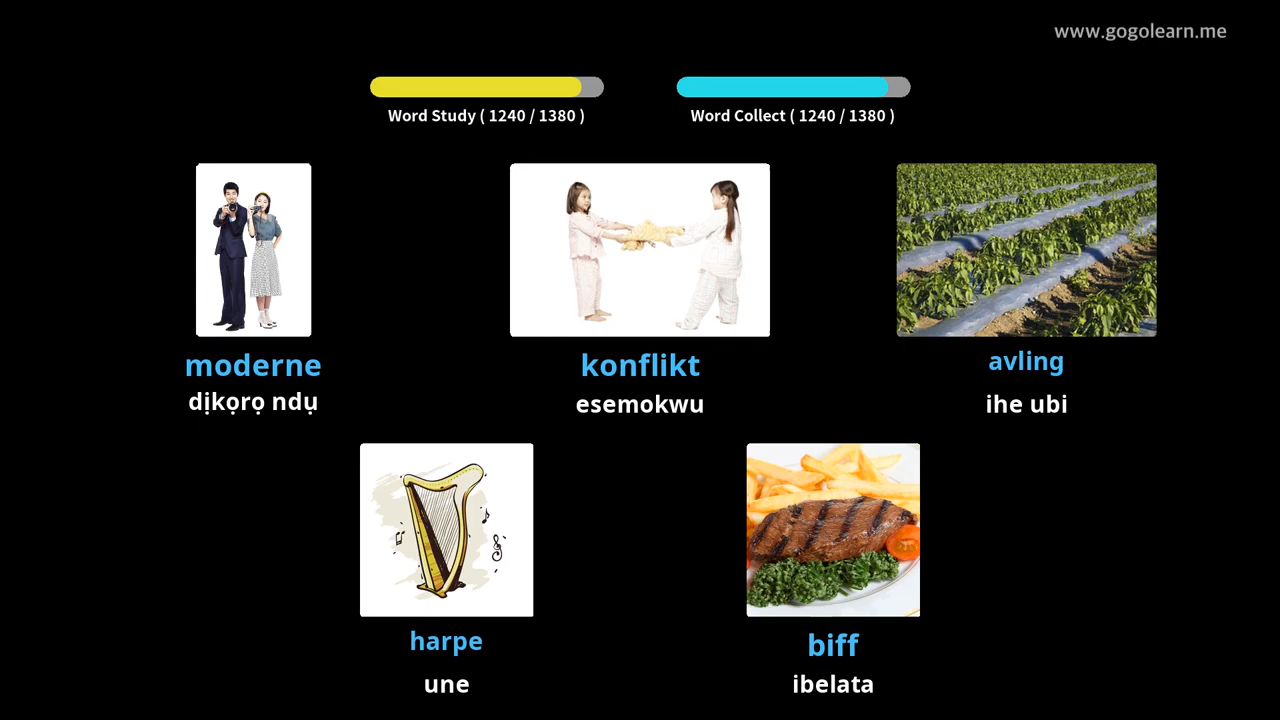 www.gogolearn.me
Word Study ( 1240 / 1380 )
Word Collect ( 1240 / 1380 )
moderne
dịkọrọ ndụ
konflikt
esemokwu
avling
ihe ubi
harpe
une
biff
ibelata